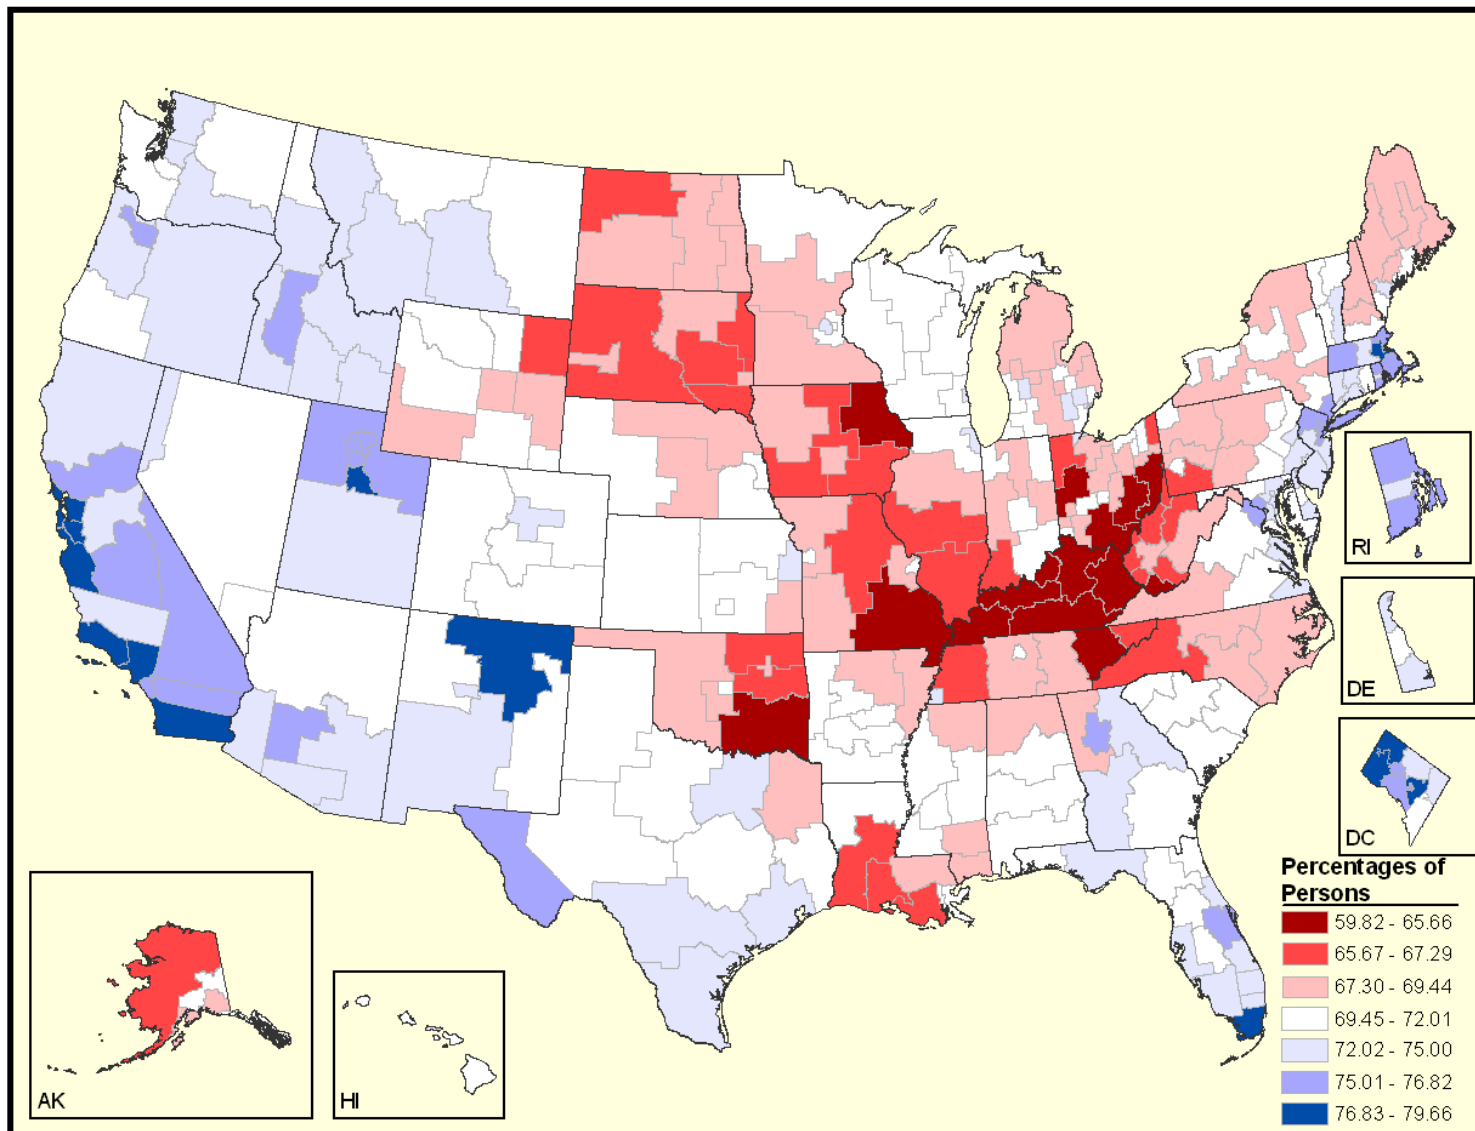 RI
DE
DC
AK
HI
Percentages of
Persons
59.82 - 65.66
65.67 - 67.29
67.30 - 69.44
69.45 - 72.01
72.02 - 75.00
75.01 - 76.82
76.83 - 79.66